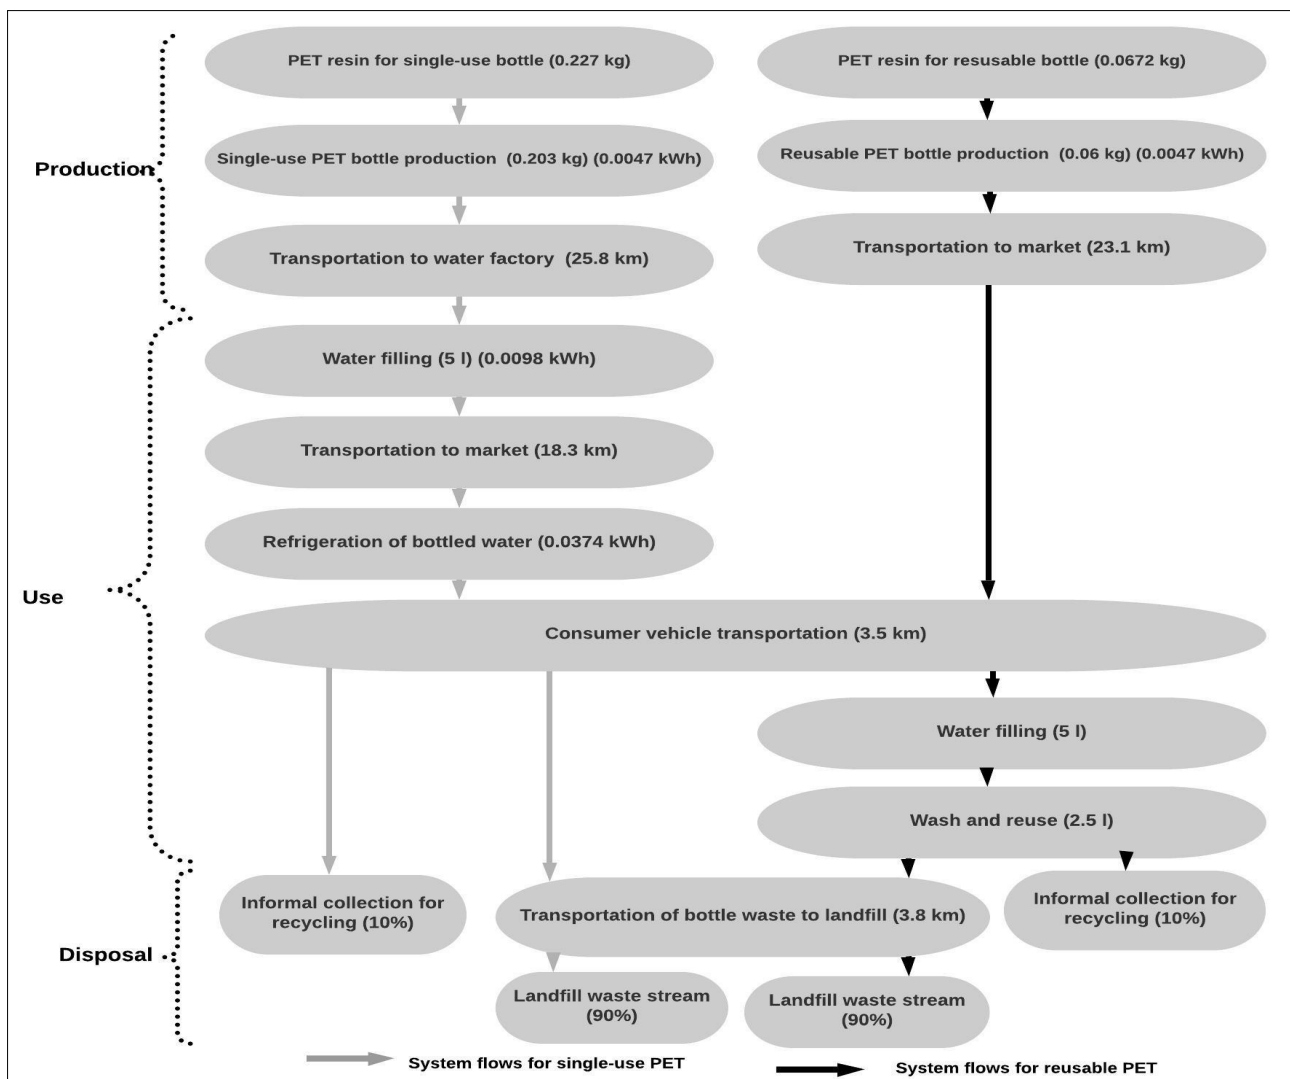 PET resin for single-use bottle (0.227 kg)
PET resin for resusable bottle (0.0672 kg)
Production
Single-use PET bottle production (0.203 kg) (0.0047 kWh)
Reusable PET bottle production (0.06 kg) (0.0047 kWh)
Transportation to water factory (25.8 km)
Transportation to market (23.1 km)
Water filling (5 l) (0.0098 kWh)
Transportation to market (18.3 km)
Refrigeration of bottled water (0.0374 kWh)
Use
Consumer vehicle transportation (3.5 km)
Water filling (5 l)
Wash and reuse (2.5 l)
Disposal
Informal collection for
recycling (10%)
Transportation of bottle waste to landfill (3.8 km)
Informal collection for
recycling (10%)
Landfill waste stream
(90%)
Landfill waste stream
(90%)
System flows for single-use PET
System flows for reusable PET